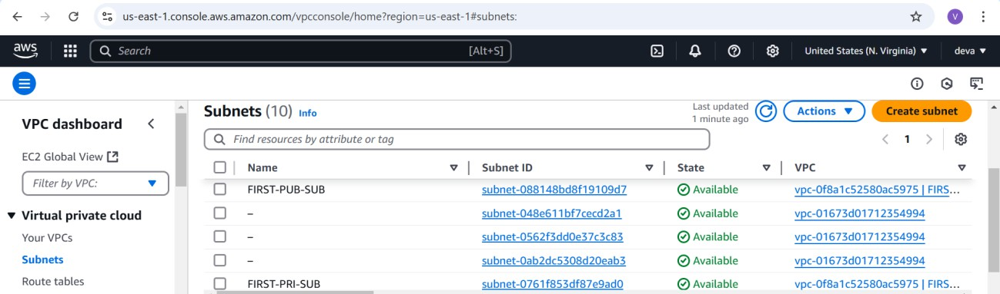 us-east-1.console.aws.amazon.com/vpcconsole/home?region=us-east-1#subnets:
V
aws
Search [Alt+S]
United States (N. Virginia)
deva
VPC dashboard
EC2 Global View
Filter by VPC:
Virtual private cloud
Your VPCs
Subnets
Route tables
Subnets (10) Info
Last updated
1 minute ago
Actions
Create subnet
Find resources by attribute or tag
1
Name Subnet ID State VPC
FIRST-PUB-SUB subnet-088148bd8f19109d7 Available vpc-0f8a1c52580ac5975 | FIRS...
– subnet-048e611bf7cecd2a1 Available vpc-01673d01712354994
– subnet-0562f3dd0e37c3c83 Available vpc-01673d01712354994
– subnet-0ab2dc5308d20eab3 Available vpc-01673d01712354994
FIRST-PRI-SUB subnet-0761f853df87e9ad0 Available vpc-0f8a1c52580ac5975 | FIRS...